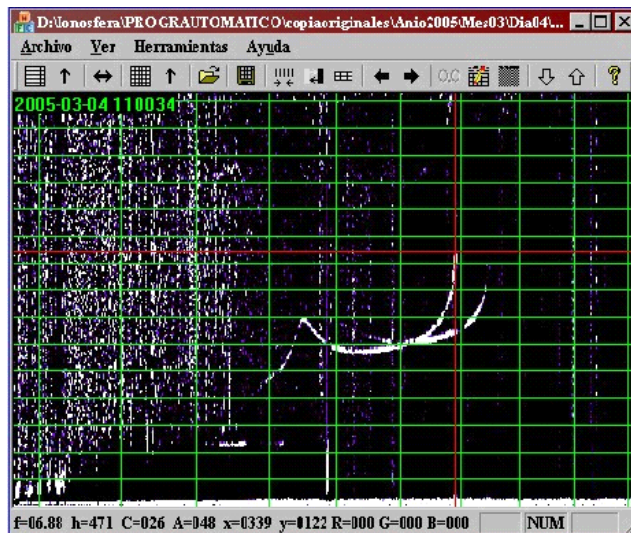 D:\Ionosfera\PROGRAUTOMATICO\copiaoriginales\Anio2005\Mes03\Dia04\...
Archivo Ver Herramientas Ayuda
O,C
2005-03-04 110034
f=06.88 h=471 C=026 A=048 x=0339 y=0122 R=000 G=000 B=000 NUM